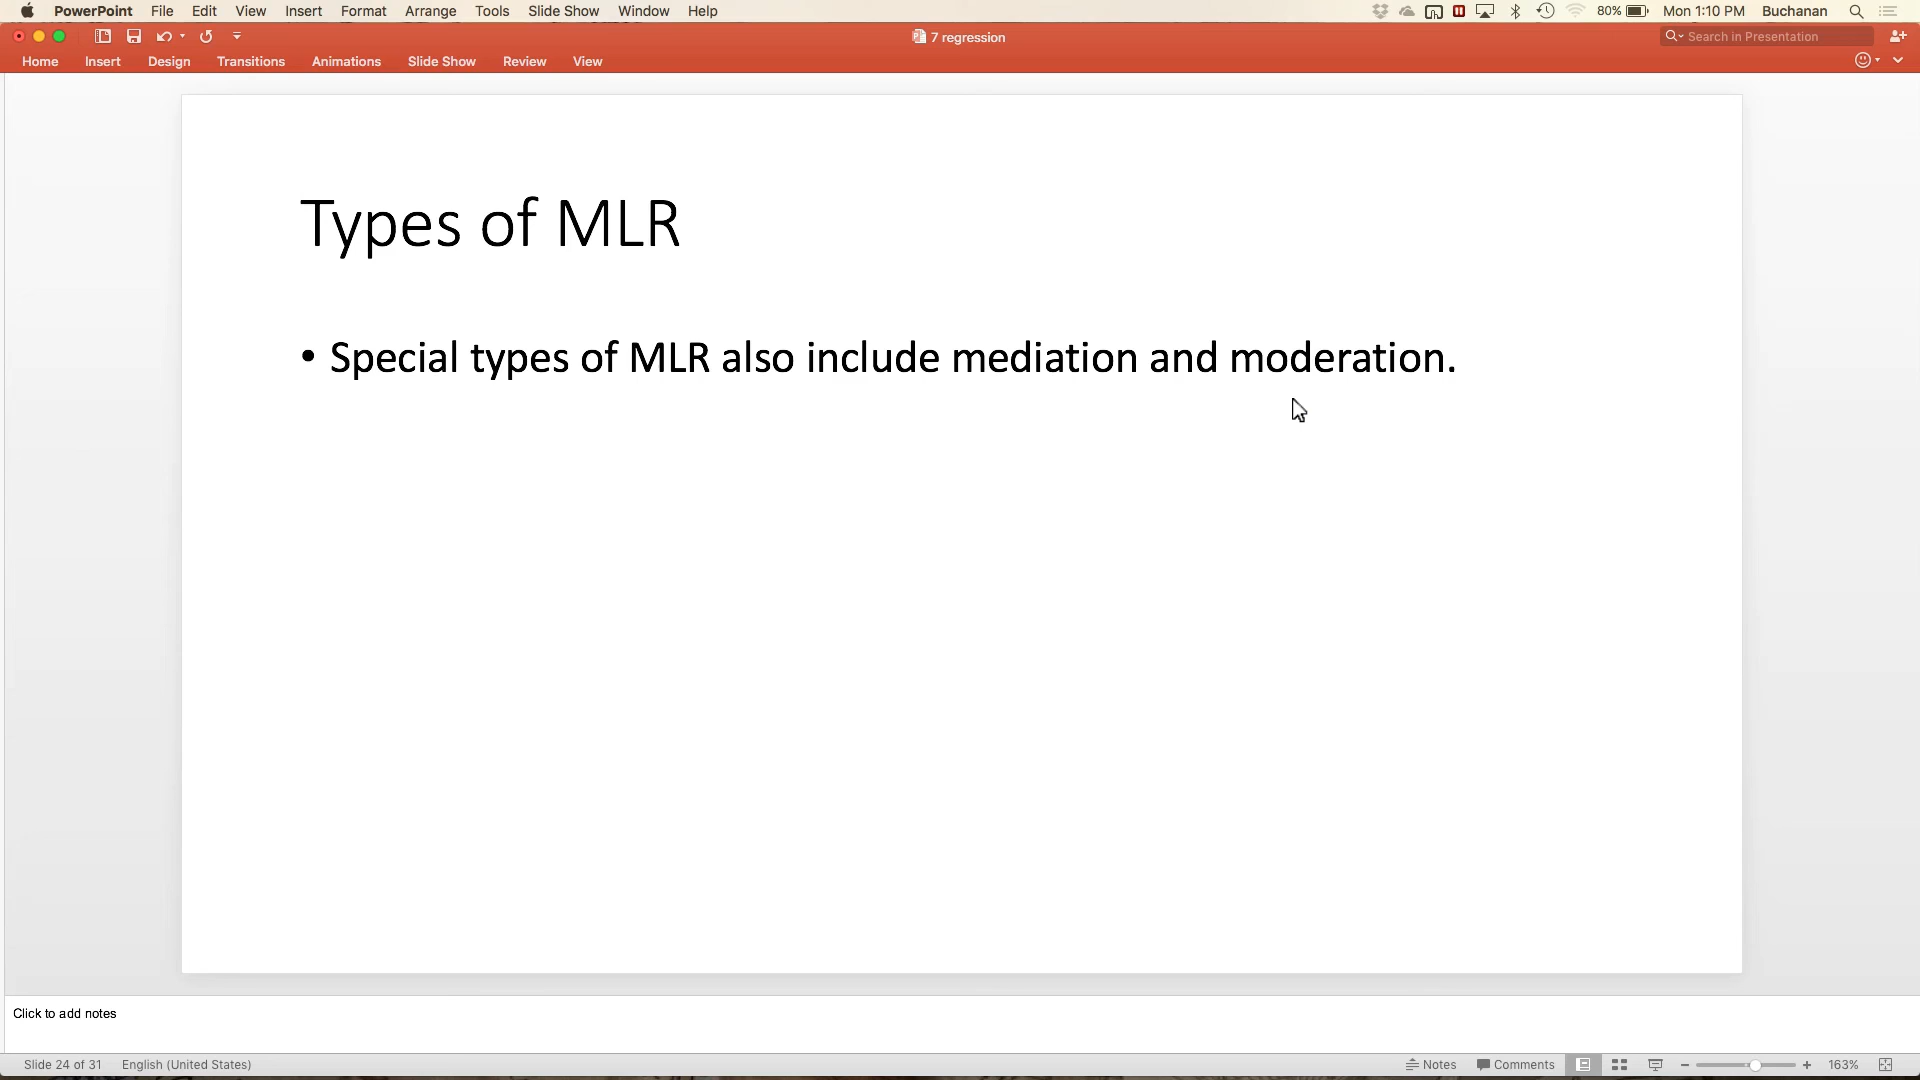 PowerPoint File Edit View Insert Format Arrange Tools Slide Show Window Help 80% Mon 1:10 PM Buchanan
7 regression
Search in Presentation
Home Insert Design Transitions Animations Slide Show Review View
Types of MLR
• Special types of MLR also include mediation and moderation.
Click to add notes
Slide 24 of 31 English (United States) Notes Comments 163%